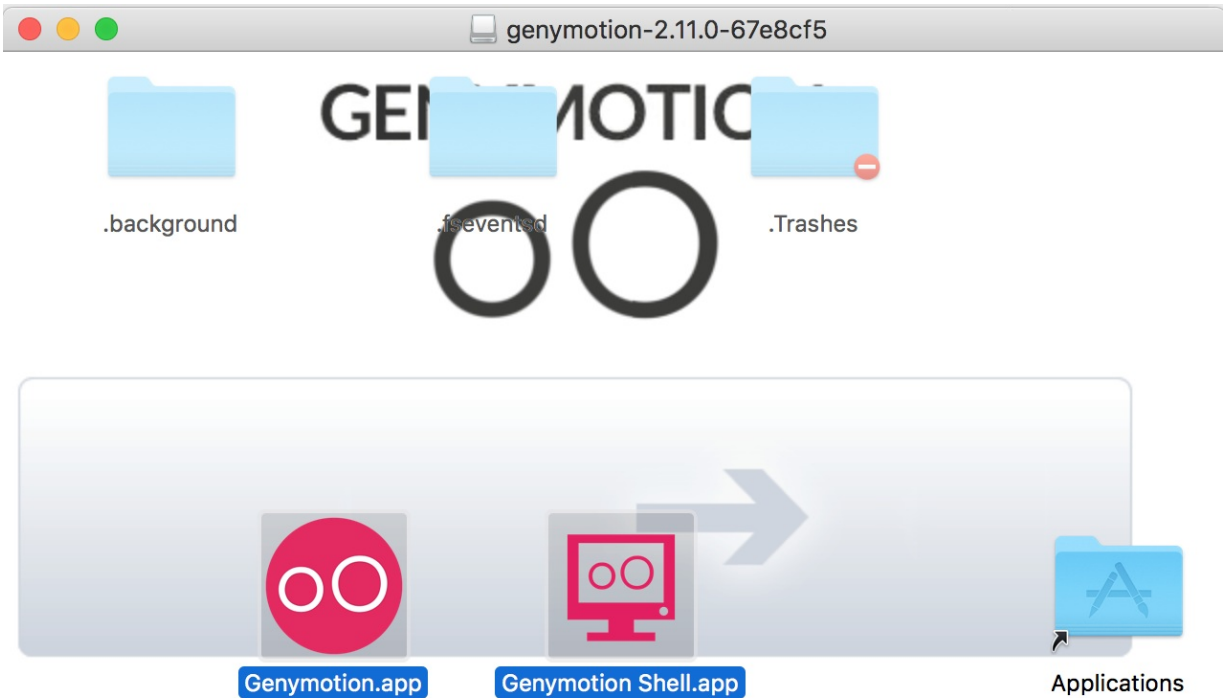 genymotion-2.11.0-67e8cf5
.background
.fseventsd
.Trashes
Genymotion.app
Genymotion Shell.app
Applications